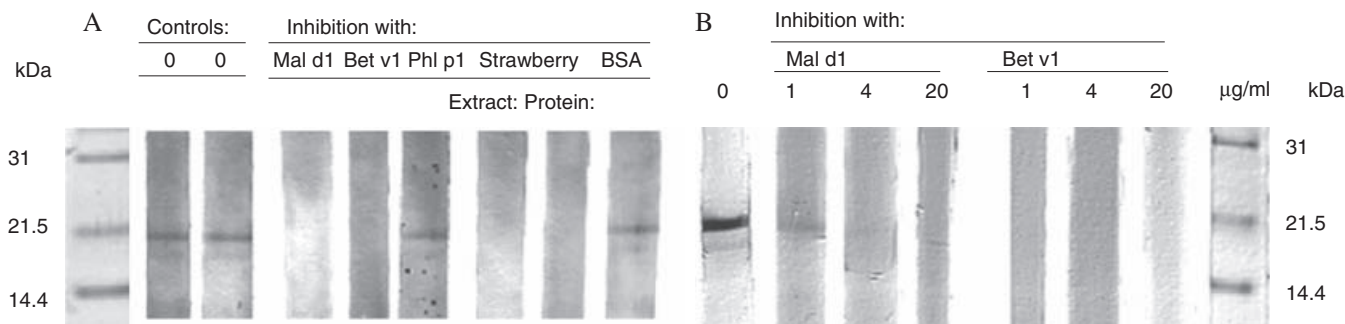 A
Controls:
Inhibition with:
kDa
0 0
Mal d1 Bet v1 Phl p1 Strawberry BSA
Extract: Protein:
31
21.5
14.4
B
Inhibition with:
Mal d1 Bet v1
0 1 4 20 1 4 20 μg/ml kDa
31
21.5
14.4